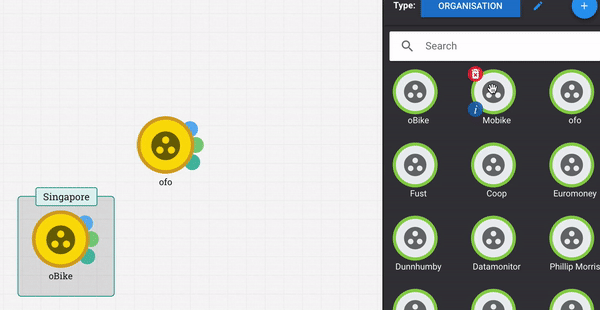 Type:
ORGANISATION
Search
oBike
Mobike
ofo
Fust
Coop
Euromoney
Dunnhumby
Datamonitor
Phillip Morris
ofo
Singapore
oBike